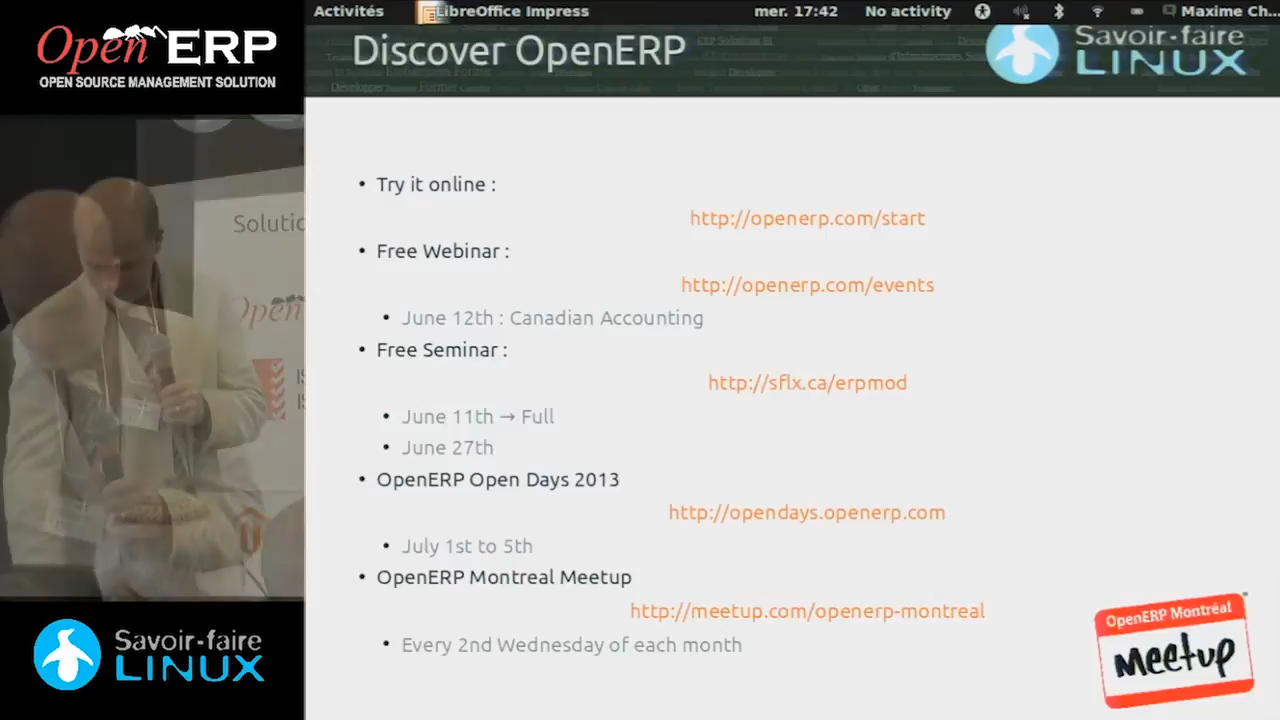 Activités
LibreOffice Impress
mer. 17:42
No activity
Maxime Ch...
Open ERP
OPEN SOURCE MANAGEMENT SOLUTION
Discover OpenERP
Savoir-faire
LINUX
• Try it online :
http://openerp.com/start
• Free Webinar :
http://openerp.com/events
• June 12th : Canadian Accounting
• Free Seminar :
http://sflx.ca/erpmod
• June 11th → Full
• June 27th
• OpenERP Open Days 2013
http://opendays.openerp.com
• July 1st to 5th
• OpenERP Montreal Meetup
http://meetup.com/openerp-montreal
• Every 2nd Wednesday of each month
OpenERP Montréal
Meetup
Solutio
Open
Savoir-faire
LINUX